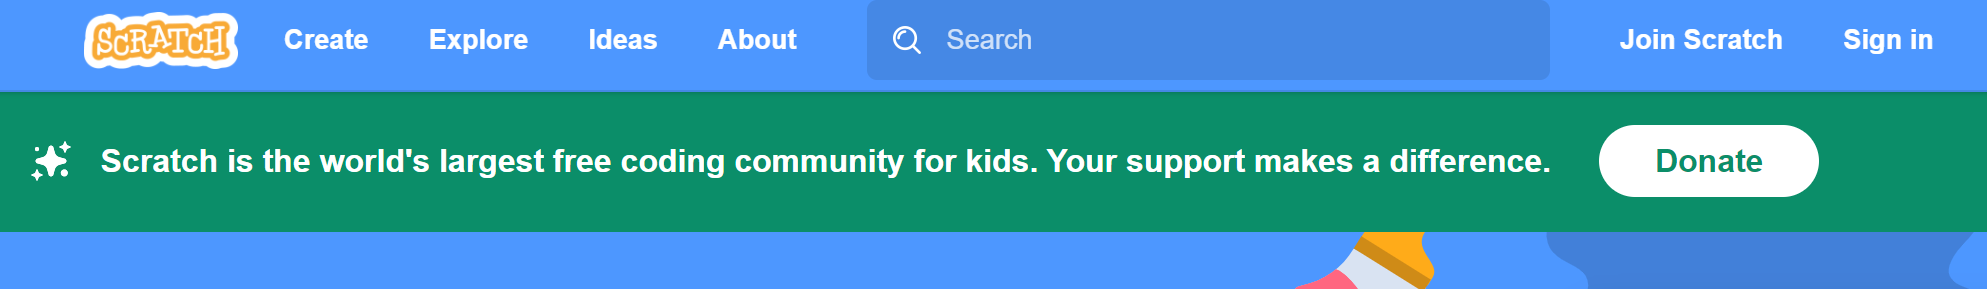 SCRATCH Create Explore Ideas About Search Join Scratch Sign in
Scratch is the world's largest free coding community for kids. Your support makes a difference. Donate